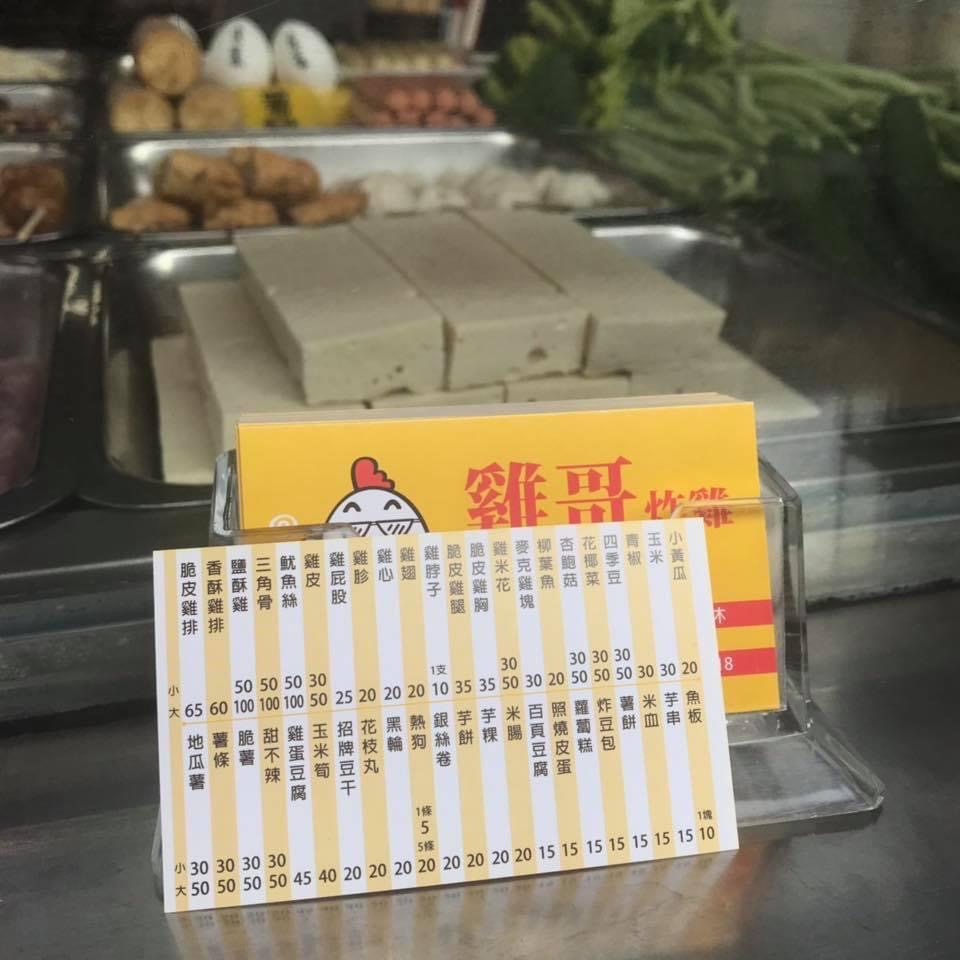 雞哥 炸雞
休
小
大
脆皮雞排 65
香酥雞排 60
鹽酥雞 50 100
三角骨 50 100
魷魚絲 50 100
雞皮 30 50
雞屁股 25
雞胗 20
雞心 20
雞翅 20
雞脖子 1支 10
脆皮雞腿 35
脆皮雞胸 35
雞米花 30 50
麥克雞塊 30
柳葉魚 20
杏鮑菇 30 50
花椰菜 30 50
四季豆 30 50
青椒 30
玉米 30
小黃瓜 20
小
大
地瓜薯 30 50
薯條 30 50
脆薯 30 50
甜不辣 30 50
雞蛋豆腐 45
玉米筍 40
招牌豆干 20
花枝丸 20
黑輪 20
熱狗 1條 5 5條 20
銀絲卷 20
芋餅 20
芋粿 20
米腸 20
百頁豆腐 15
照燒皮蛋 15
蘿蔔糕 15
炸豆包 15
薯餅 15
米血 15
芋串 15
魚板 1塊 10